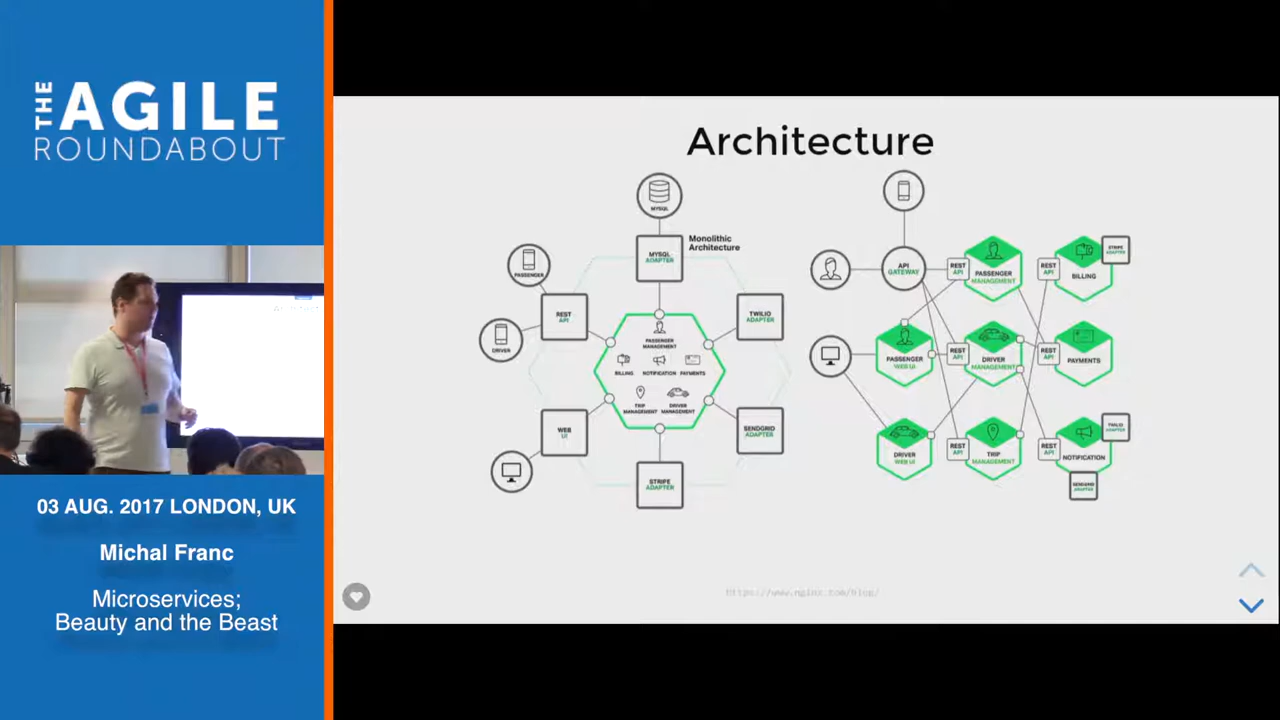 THE
AGILE
ROUNDABOUT
03 AUG. 2017 LONDON, UK
Michal Franc
Microservices;
Beauty and the Beast
Architecture
MYSQL
MYSQL
ADAPTER
Monolithic
Architecture
PASSENGER
REST
API
TWILIO
ADAPTER
DRIVER
PASSENGER
MANAGEMENT
BILLING
NOTIFICATION
PAYMENTS
TRIP
MANAGEMENT
DRIVER
MANAGEMENT
WEB
UI
SENDGRID
ADAPTER
STRIPE
ADAPTER
API
GATEWAY
REST
API
PASSENGER
MANAGEMENT
REST
API
BILLING
STRIPE
ADAPTER
PASSENGER
WEB UI
REST
API
DRIVER
MANAGEMENT
REST
API
PAYMENTS
DRIVER
WEB UI
REST
API
TRIP
MANAGEMENT
REST
API
NOTIFICATION
TWILIO
ADAPTER
SENDGRID
ADAPTER
https://www.nginx.com/blog/